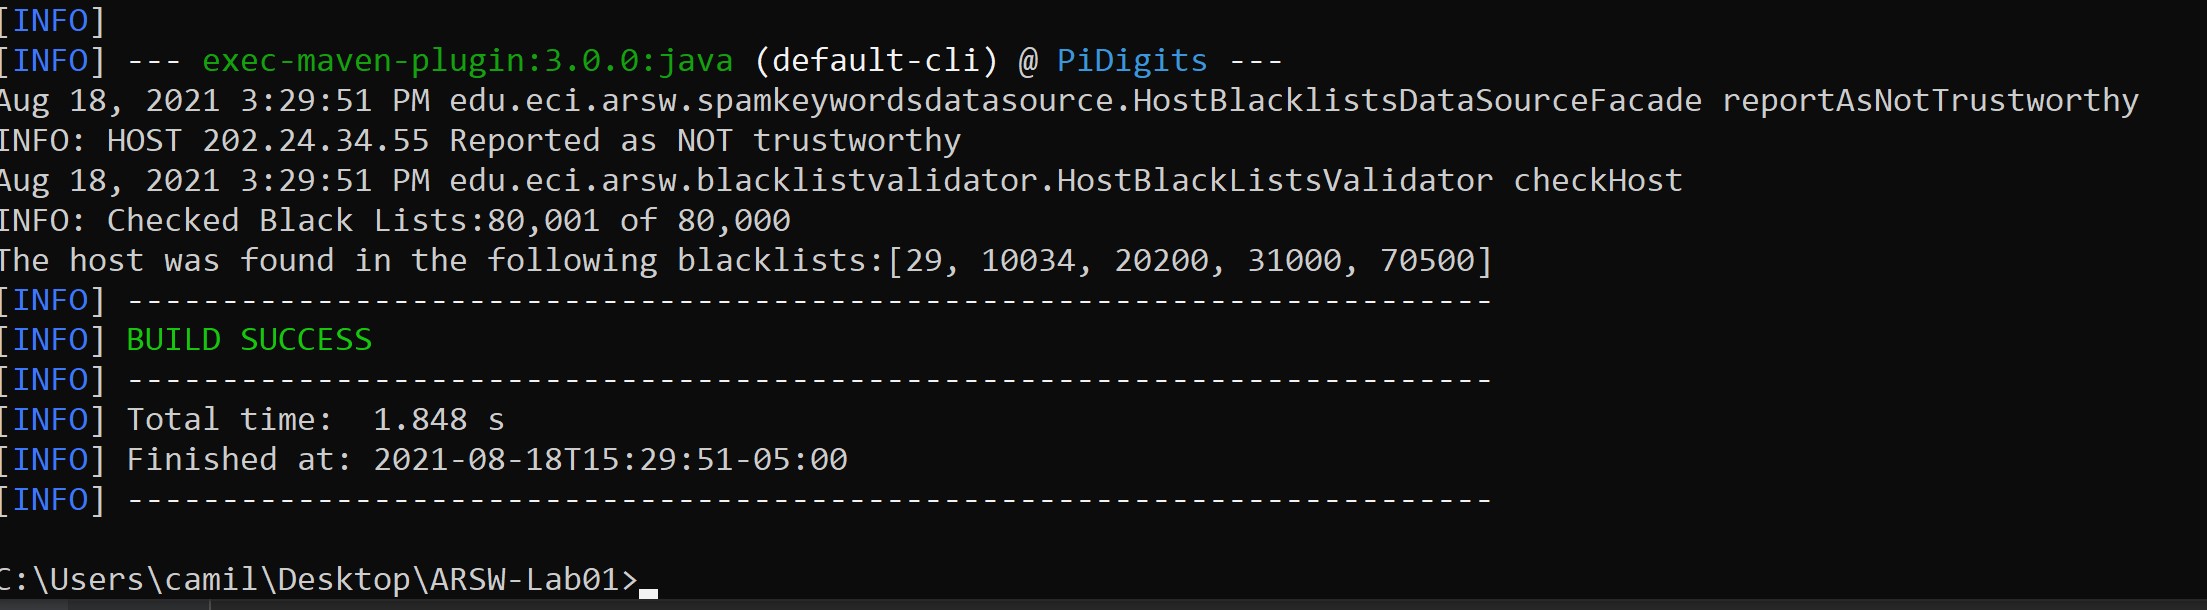 [INFO]
[INFO] --- exec-maven-plugin:3.0.0:java (default-cli) @ PiDigits ---
Aug 18, 2021 3:29:51 PM edu.eci.arsw.spamkeywordsdatasource.HostBlacklistsDataSourceFacade reportAsNotTrustworthy
INFO: HOST 202.24.34.55 Reported as NOT trustworthy
Aug 18, 2021 3:29:51 PM edu.eci.arsw.blacklistvalidator.HostBlackListsValidator checkHost
INFO: Checked Black Lists:80,001 of 80,000
The host was found in the following blacklists:[29, 10034, 20200, 31000, 70500]
[INFO] ------------------------------------------------------------------------
[INFO] BUILD SUCCESS
[INFO] ------------------------------------------------------------------------
[INFO] Total time:  1.848 s
[INFO] Finished at: 2021-08-18T15:29:51-05:00
[INFO] ------------------------------------------------------------------------
C:\Users\camil\Desktop\ARSW-Lab01>